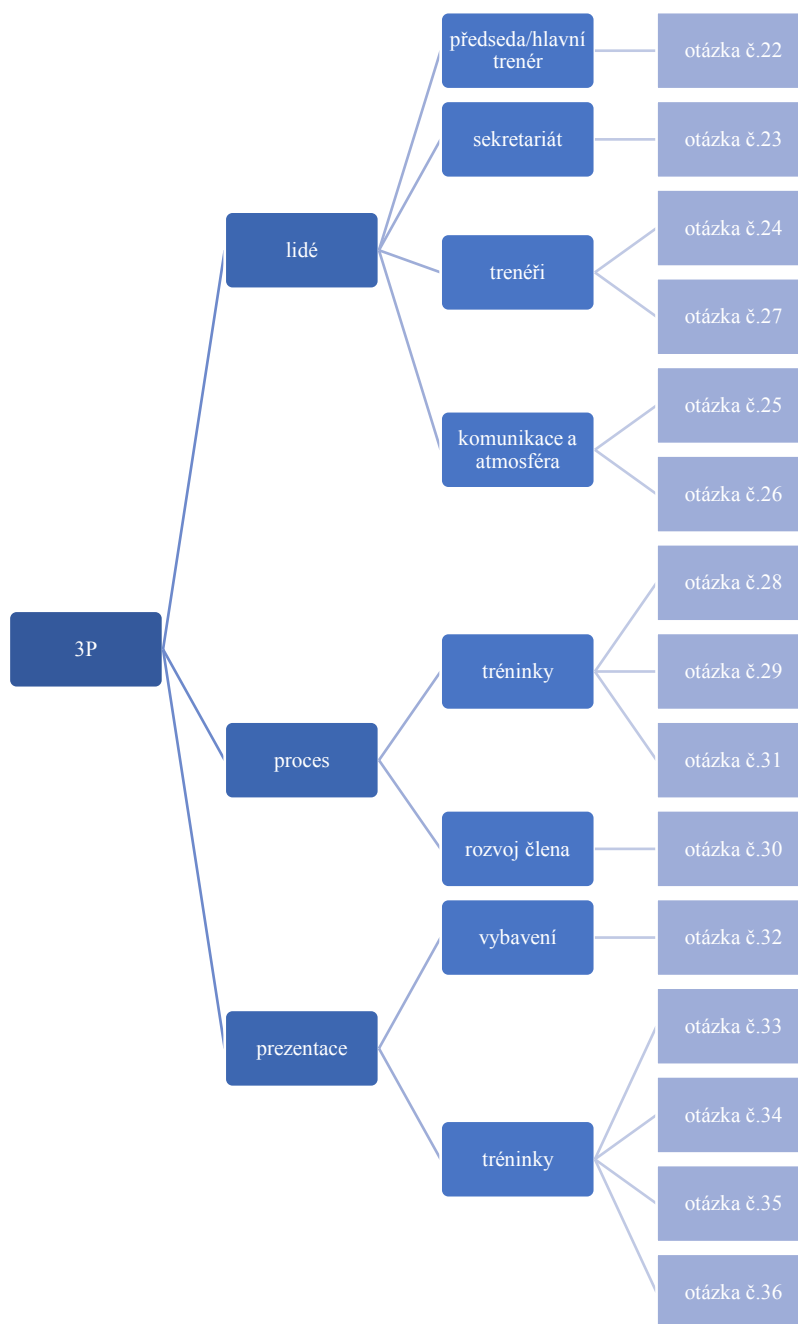 předseda/hlavní
trenér
otázka č.22
sekretariát
otázka č.23
otázka č.24
lidé
trenéři
otázka č.27
otázka č.25
komunikace a
atmosféra
otázka č.26
otázka č.28
3P
tréninky
otázka č.29
proces
otázka č.31
rozvoj člena
otázka č.30
vybavení
otázka č.32
prezentace
otázka č.33
otázka č.34
tréninky
otázka č.35
otázka č.36